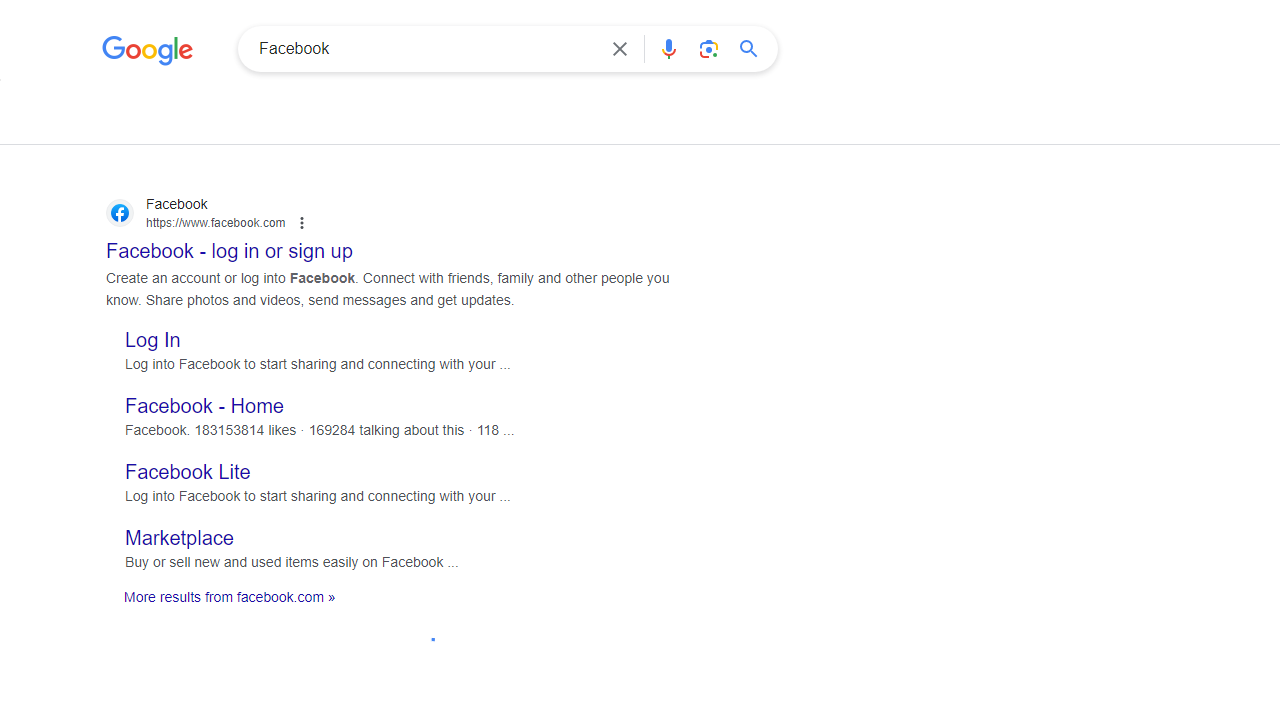 Google
Facebook
Facebook
https://www.facebook.com
Facebook - log in or sign up
Create an account or log into Facebook. Connect with friends, family and other people you
know. Share photos and videos, send messages and get updates.
Log In
Log into Facebook to start sharing and connecting with your ...
Facebook - Home
Facebook. 183153814 likes · 169284 talking about this · 118 ...
Facebook Lite
Log into Facebook to start sharing and connecting with your ...
Marketplace
Buy or sell new and used items easily on Facebook ...
More results from facebook.com »